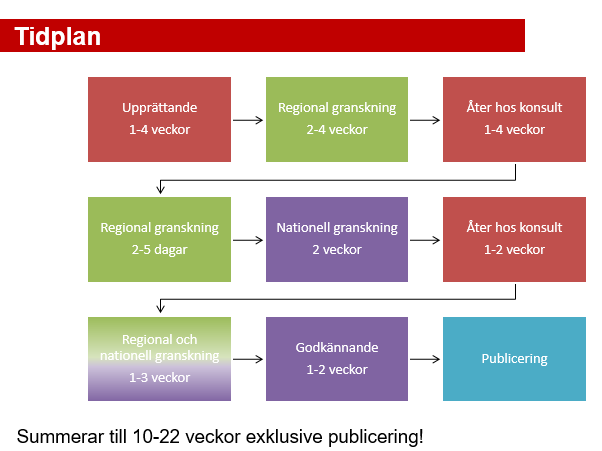 Tidplan
Upprättande
1-4 veckor
Regional granskning
2-4 veckor
Åter hos konsult
1-4 veckor
Regional granskning
2-5 dagar
Nationell granskning
2 veckor
Åter hos konsult
1-2 veckor
Regional och
nationell granskning
1-3 veckor
Godkännande
1-2 veckor
Publicering
Summerar till 10-22 veckor exklusive publicering!